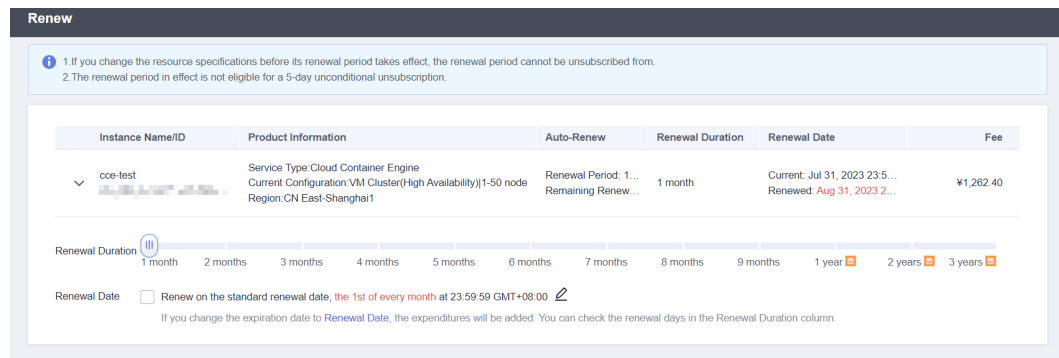 Renew
1.If you change the resource specifications before its renewal period takes effect, the renewal period cannot be unsubscribed from.
2.The renewal period in effect is not eligible for a 5-day unconditional unsubscription.
Instance Name/ID Product Information Auto-Renew Renewal Duration Renewal Date Fee
cce-test
Service Type:Cloud Container Engine
Current Configuration:VM Cluster(High Availability)|1-50 node
Region:CN East-Shanghai1
Renewal Period: 1...
Remaining Renew...
1 month
Current: Jul 31, 2023 23:5...
Renewed: Aug 31, 2023 2...
¥1,262.40
Renewal Duration
1 month 2 months 3 months 4 months 5 months 6 months 7 months 8 months 9 months 1 year 2 years 3 years
Renewal Date Renew on the standard renewal date, the 1st of every month at 23:59:59 GMT+08:00
If you change the expiration date to Renewal Date, the expenditures will be added. You can check the renewal days in the Renewal Duration column.